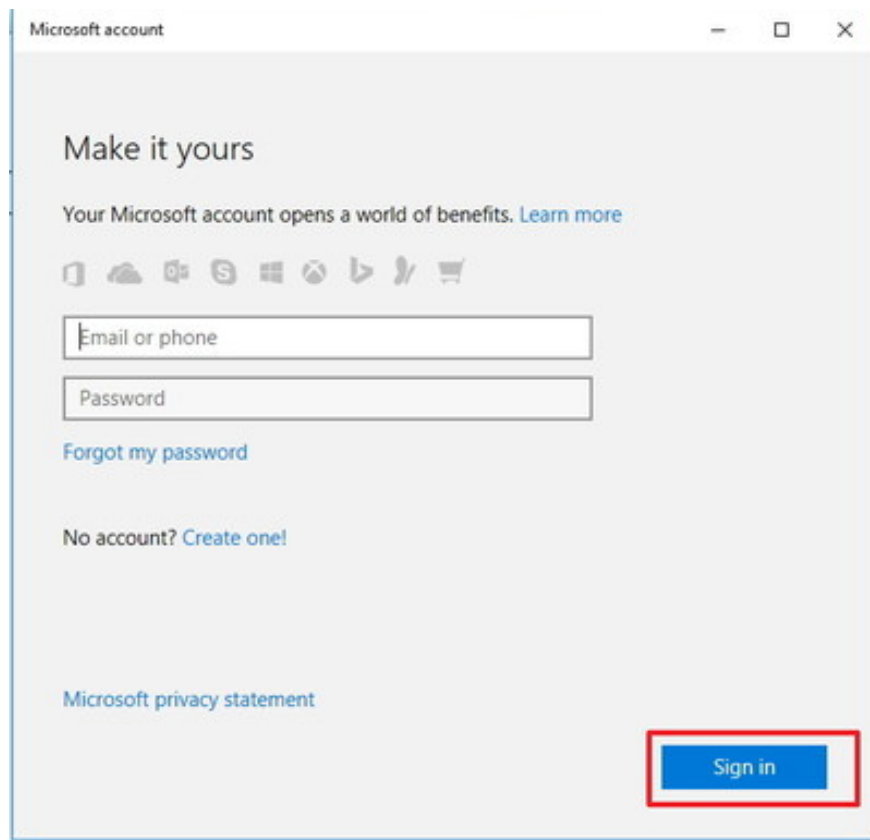 Microsoft account
Make it yours
Your Microsoft account opens a world of benefits. Learn more
Email or phone
Password
Forgot my password
No account? Create one!
Microsoft privacy statement
Sign in